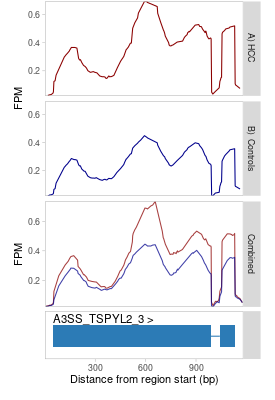 0.6
0.4
0.2
A) HCC
FPM
0.6
0.4
0.2
B) Controls
0.6
0.4
0.2
Combined
FPM
A3SS_TSPYL2_3 >
300
600
900
Distance from region start (bp)